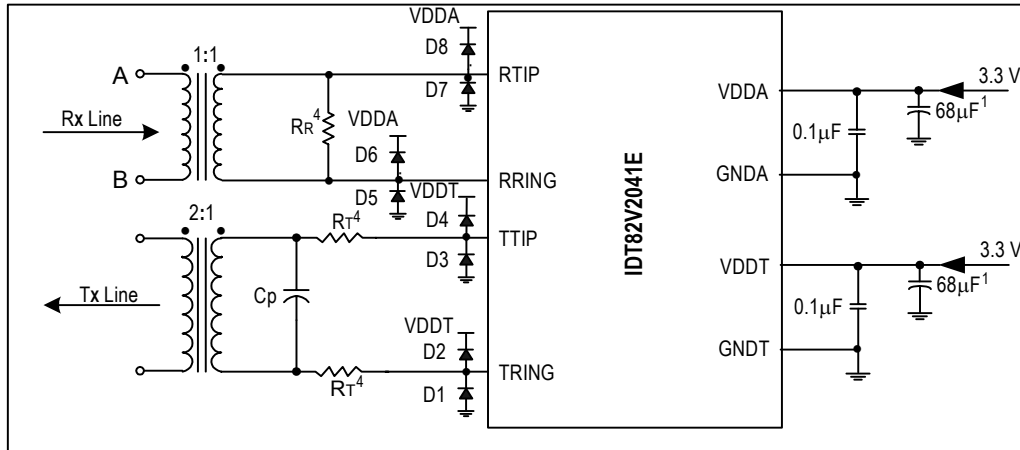 VDDA
D8
1:1
A
RTIP
D7
Rx Line
RR4
VDDA
D6
B
RRING
D5
VDDT
D4
2:1
RT4
TTIP
D3
Tx Line
Cp
VDDT
D2
TRING
RT4
D1
IDT82V2041E
VDDA
3.3 V
68µF1
0.1µF
GNDA
VDDT
3.3 V
68µF1
0.1µF
GNDT